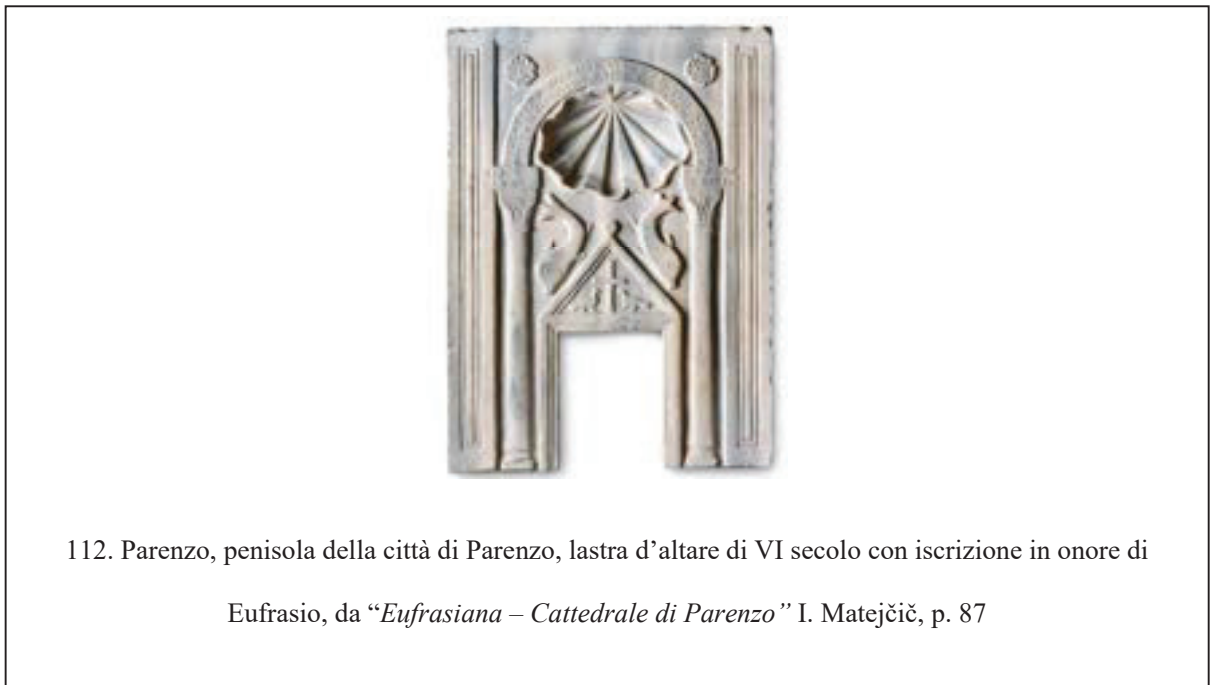 112. Parenzo, penisola della città di Parenzo, lastra d’altare di VI secolo con iscrizione in onore di
Eufrasio, da “Eufrasiana – Cattedrale di Parenzo” I. Matejčič, p. 87